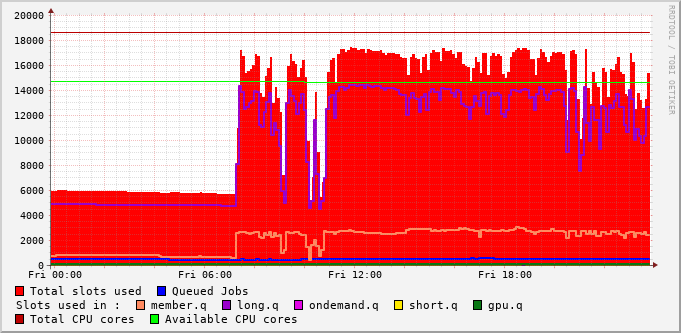 20000
18000
16000
14000
12000
10000
8000
6000
4000
2000
0
Fri 00:00 Fri 06:00 Fri 12:00 Fri 18:00
RRDTOOL / TOBI OETIKER
Total slots used Queued Jobs
Slots used in : member.q long.q ondemand.q short.q gpu.q
Total CPU cores Available CPU cores